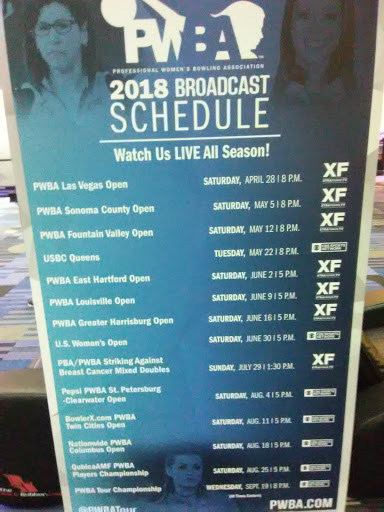 PWBA
PROFESSIONAL WOMEN'S BOWLING ASSOCIATION
2018 BROADCAST
SCHEDULE
Watch Us LIVE All Season!
PWBA Las Vegas Open SATURDAY, APRIL 28 | 8 P.M. XF
PWBA Sonoma County Open SATURDAY, MAY 5 | 8 P.M. XF
PWBA Fountain Valley Open SATURDAY, MAY 12 | 8 P.M. XF
USBC Queens TUESDAY, MAY 22 | 8 P.M.
PWBA East Hartford Open SATURDAY, JUNE 2 | 5 P.M. XF
PWBA Louisville Open SATURDAY, JUNE 9 | 5 P.M. XF
PWBA Greater Harrisburg Open SATURDAY, JUNE 16 | 5 P.M. XF
U.S. Women's Open SATURDAY, JUNE 30 | 5 P.M.
PBA/PWBA Striking Against
Breast Cancer Mixed Doubles SUNDAY, JULY 29 | 1:30 P.M. XF
Pepsi PWBA St. Petersburg
-Clearwater Open SATURDAY, AUG. 4 | 5 P.M.
BowlerX.com PWBA
Twin Cities Open SATURDAY, AUG. 11 | 5 P.M.
Nationwide PWBA
Columbus Open SATURDAY, AUG. 18 | 5 P.M.
QubicaAMF PWBA
Players Championship SATURDAY, AUG. 25 | 5 P.M.
PWBA Tour Championship WEDNESDAY, SEPT. 19 | 8 P.M.
(All Times Eastern)
@PWBATour PWBA.COM